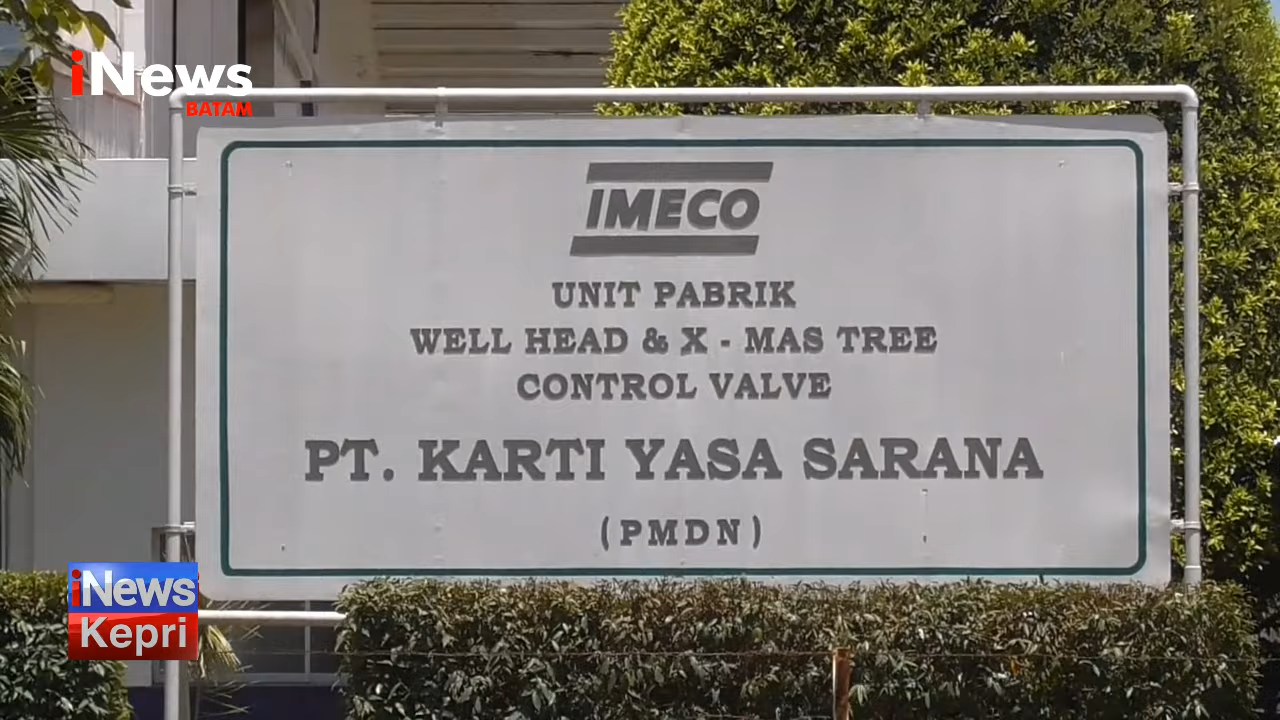 iNews
BATAM
IMECO
UNIT PABRIK
WELL HEAD & X - MAS TREE
CONTROL VALVE
PT. KARTI YASA SARANA
(PMDN)
iNews
Kepri